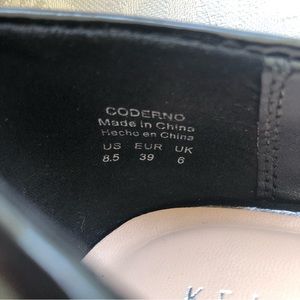 CODERNO
Made in China
Hecho en China
US EUR UK
8.5 39 6